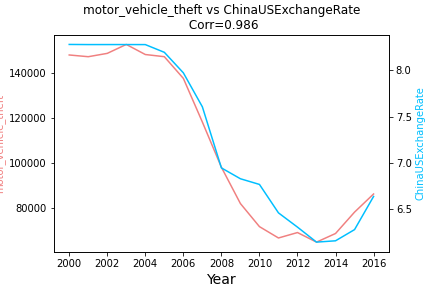 motor_vehicle_theft vs ChinaUSExchangeRate
Corr=0.986
140000
120000
100000
80000
motor_vehicle_theft
8.0
7.5
7.0
6.5
ChinaUSExchangeRate
2000 2002 2004 2006 2008 2010 2012 2014 2016
Year